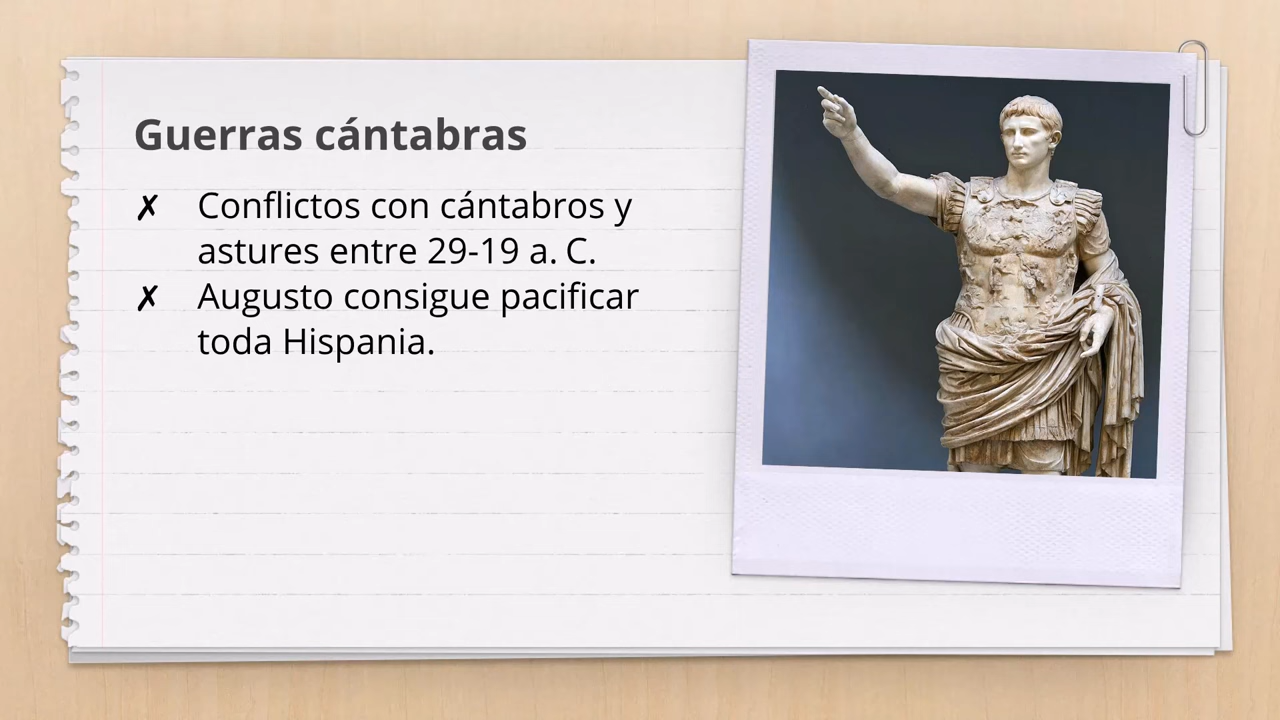 Guerras cántabras
✗ Conflictos con cántabros y
astures entre 29-19 a. C.
✗ Augusto consigue pacificar
toda Hispania.